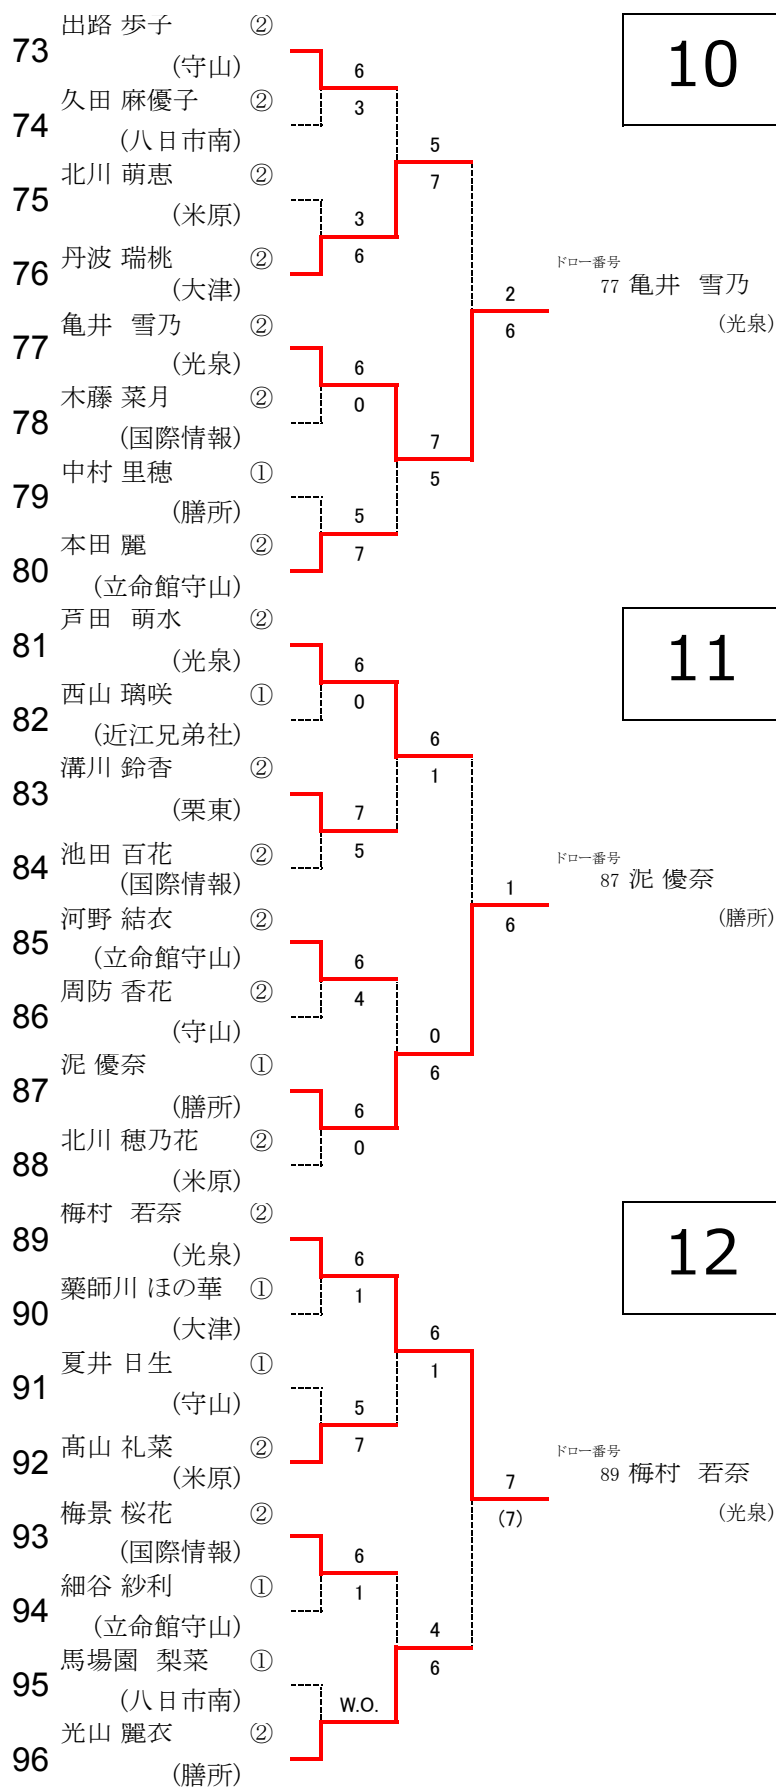 出路 歩子 ②
73 (守山)
6
3
久田 麻優子 ②
74 (八日市南)
5
7
北川 萌恵 ②
75 (米原)
3
6
丹波 瑞桃 ②
76 (大津)
10
2
6
ドロー番号
77 亀井 雪乃
(光泉)
亀井 雪乃 ②
77 (光泉)
6
0
木藤 菜月 ②
78 (国際情報)
7
5
中村 里穂 ①
79 (膳所)
5
7
本田 麗 ②
80 (立命館守山)
芦田 萌水 ②
81 (光泉)
6
0
西山 璃咲 ①
82 (近江兄弟社)
6
1
溝川 鈴香 ②
83 (栗東)
7
5
池田 百花 ②
84 (国際情報)
11
1
6
ドロー番号
87 泥 優奈
(膳所)
河野 結衣 ②
85 (立命館守山)
6
4
周防 香花 ②
86 (守山)
0
6
泥 優奈 ①
87 (膳所)
6
0
北川 穂乃花 ②
88 (米原)
梅村 若奈 ②
89 (光泉)
6
1
藥師川 ほの華 ①
90 (大津)
6
1
夏井 日生 ①
91 (守山)
5
7
髙山 礼菜 ②
92 (米原)
12
7
(7)
ドロー番号
89 梅村 若奈
(光泉)
梅景 桜花 ②
93 (国際情報)
6
1
細谷 紗利 ①
94 (立命館守山)
4
6
馬場園 梨菜 ①
95 (八日市南)
W.O.
光山 麗衣 ②
96 (膳所)